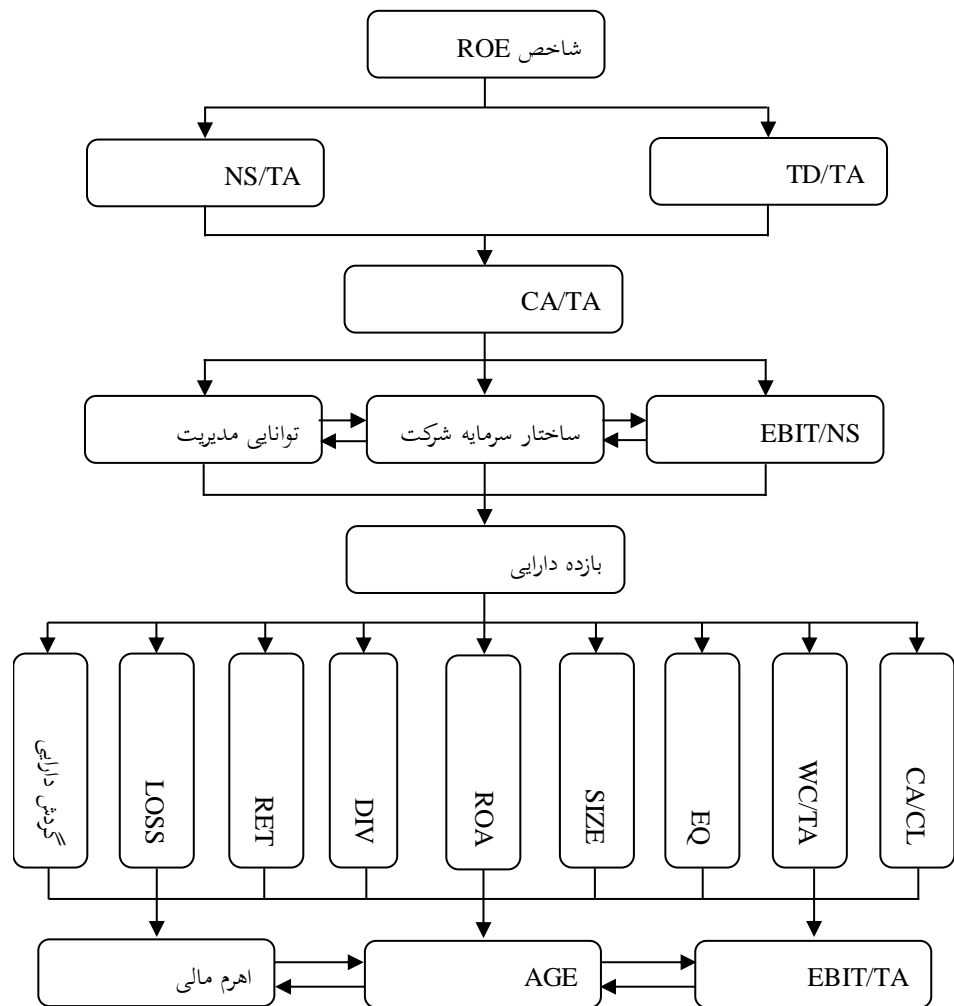 شاخص ROE
NS/TA
TD/TA
CA/TA
توانایی مدیریت
ساختار سرمایه شرکت
EBIT/NS
بازده دارایی
گردش دارایی
LOSS
RET
DIV
ROA
SIZE
EQ
WC/TA
CA/CL
اهرم مالی
AGE
EBIT/TA